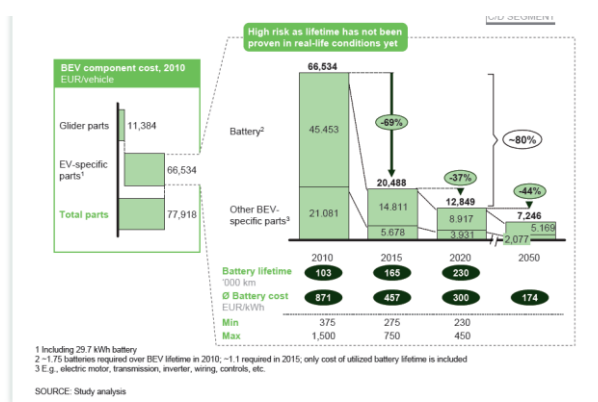 C/D SEGMENT
High risk as lifetime has not been
proven in real-life conditions yet
BEV component cost, 2010
EUR/vehicle
Glider parts
11,384
EV-specific
parts1
66,534
Total parts
77,918
66,534
Battery2
45.453
-69%
~80%
-37%
-44%
20,488
12,849
7,246
14.811
8.917
5.169
Other BEV-
specific parts3
21.081
5.678
3.931
2,077
2010 2015 2020 2050
Battery lifetime 103 165 230
'000 km
Ø Battery cost 871 457 300 174
EUR/kWh
Min 375 275 230
Max 1,500 750 450
1 Including 29.7 kWh battery
2 ~1.75 batteries required over BEV lifetime in 2010; ~1.1 required in 2015; only cost of utilized battery lifetime is included
3 E.g., electric motor, transmission, inverter, wiring, controls, etc.
SOURCE: Study analysis